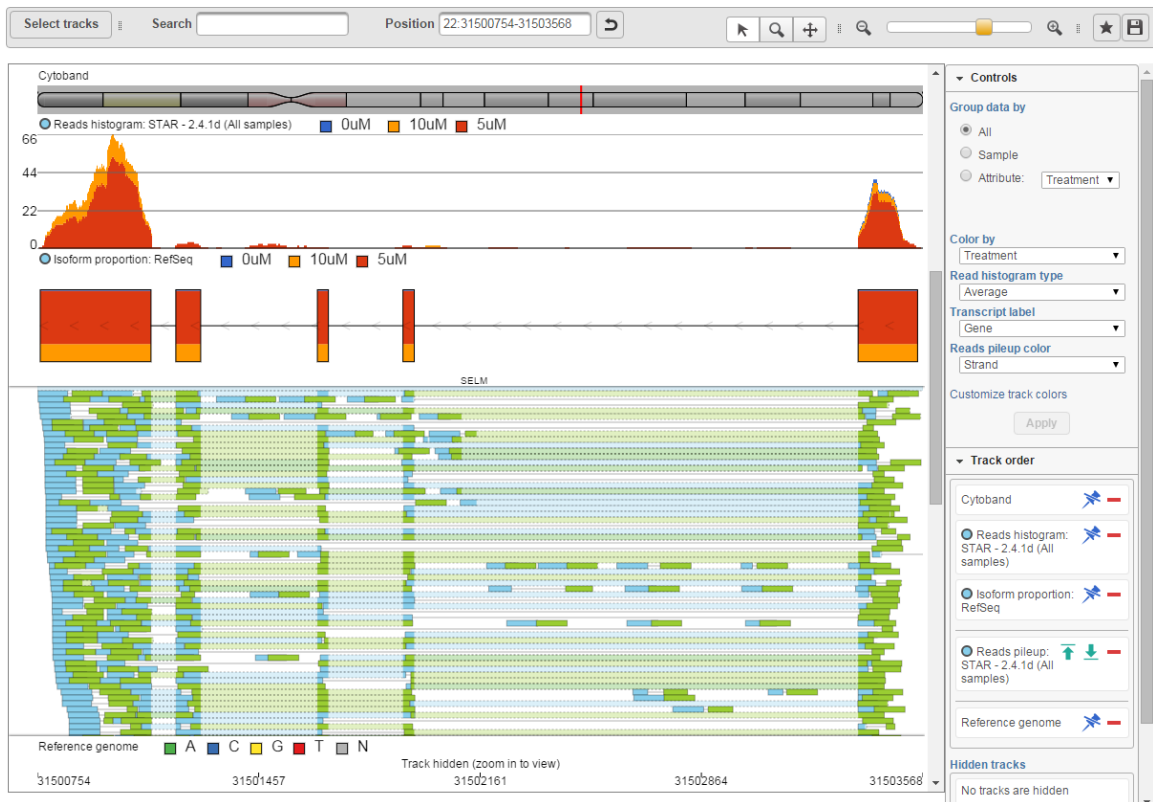 Select tracks
Search
Position 22:31500754-31503568
Cytoband
Reads histogram: STAR - 2.4.1d (All samples) 0uM 10uM 5uM
66
44
22
0
Isoform proportion: RefSeq 0uM 10uM 5uM
SELM
Reference genome A C G T N
Track hidden (zoom in to view)
31500754 31501457 31502161 31502864 31503568
Controls
Group data by
All
Sample
Attribute: Treatment
Color by
Treatment
Read histogram type
Average
Transcript label
Gene
Reads pileup color
Strand
Customize track colors
Apply
Track order
Cytoband
Reads histogram:
STAR - 2.4.1d (All
samples)
Isoform proportion:
RefSeq
Reads pileup:
STAR - 2.4.1d (All
samples)
Reference genome
Hidden tracks
No tracks are hidden